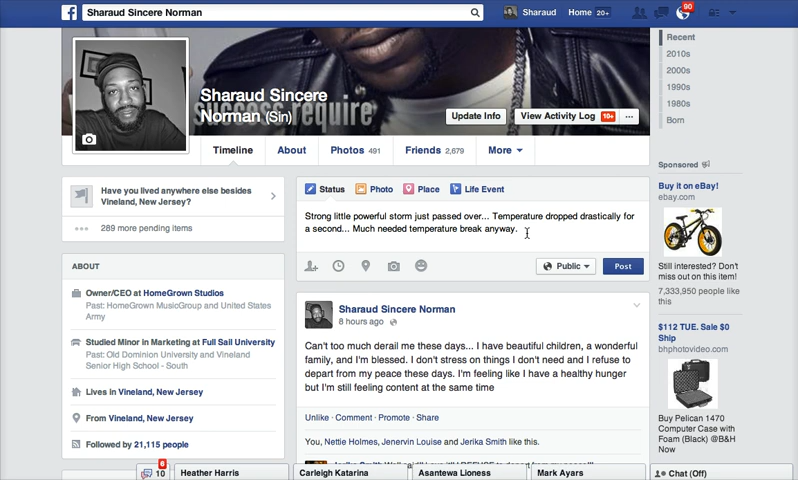 Sharaud Sincere Norman
Sharaud
Home 20+
90
Sharaud Sincere
Norman (Sin)
success require
Update Info
View Activity Log 10+
...
Timeline
About
Photos 491
Friends 2,679
More
Recent
2010s
2000s
1990s
1980s
Born
Have you lived anywhere else besides
Vineland, New Jersey?
289 more pending items
ABOUT
Owner/CEO at HomeGrown Studios
Past: HomeGrown MusicGroup and United States
Army
Studied Minor in Marketing at Full Sail University
Past: Old Dominion University and Vineland
Senior High School - South
Lives in Vineland, New Jersey
From Vineland, New Jersey
Followed by 21,115 people
Status
Photo
Place
Life Event
Strong little powerful storm just passed over... Temperature dropped drastically for
a second... Much needed temperature break anyway.
Public
Post
Sharaud Sincere Norman
8 hours ago
Can't too much derail me these days... I have beautiful children, a wonderful
family, and I'm blessed. I don't stress on things I don't need and I refuse to
depart from my peace these days. I'm feeling like I have a healthy hunger
but I'm still feeling content at the same time
Unlike · Comment · Promote · Share
You, Nettie Holmes, Jenervin Louise and Jerika Smith like this.
Sponsored
Buy it on eBay!
ebay.com
Still interested? Don't
miss out on this item!
7,333,950 people like
this
$112 TUE. Sale $0
Ship
bhphotovideo.com
Buy Pelican 1470
Computer Case with
Foam (Black) @B&H
Now
6
10
Heather Harris
Carleigh Katarina
Asantewa Lioness
Mark Ayars
Chat (Off)